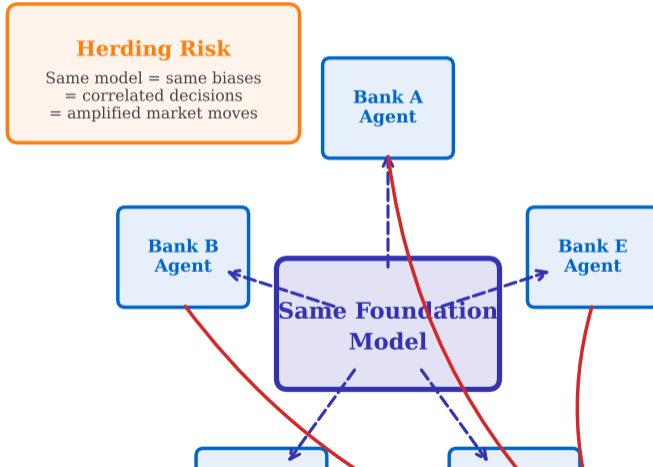 Herding Risk
Same model = same biases
= correlated decisions
= amplified market moves
Bank A
Agent
Bank B
Agent
Bank E
Agent
Same Foundation
Model